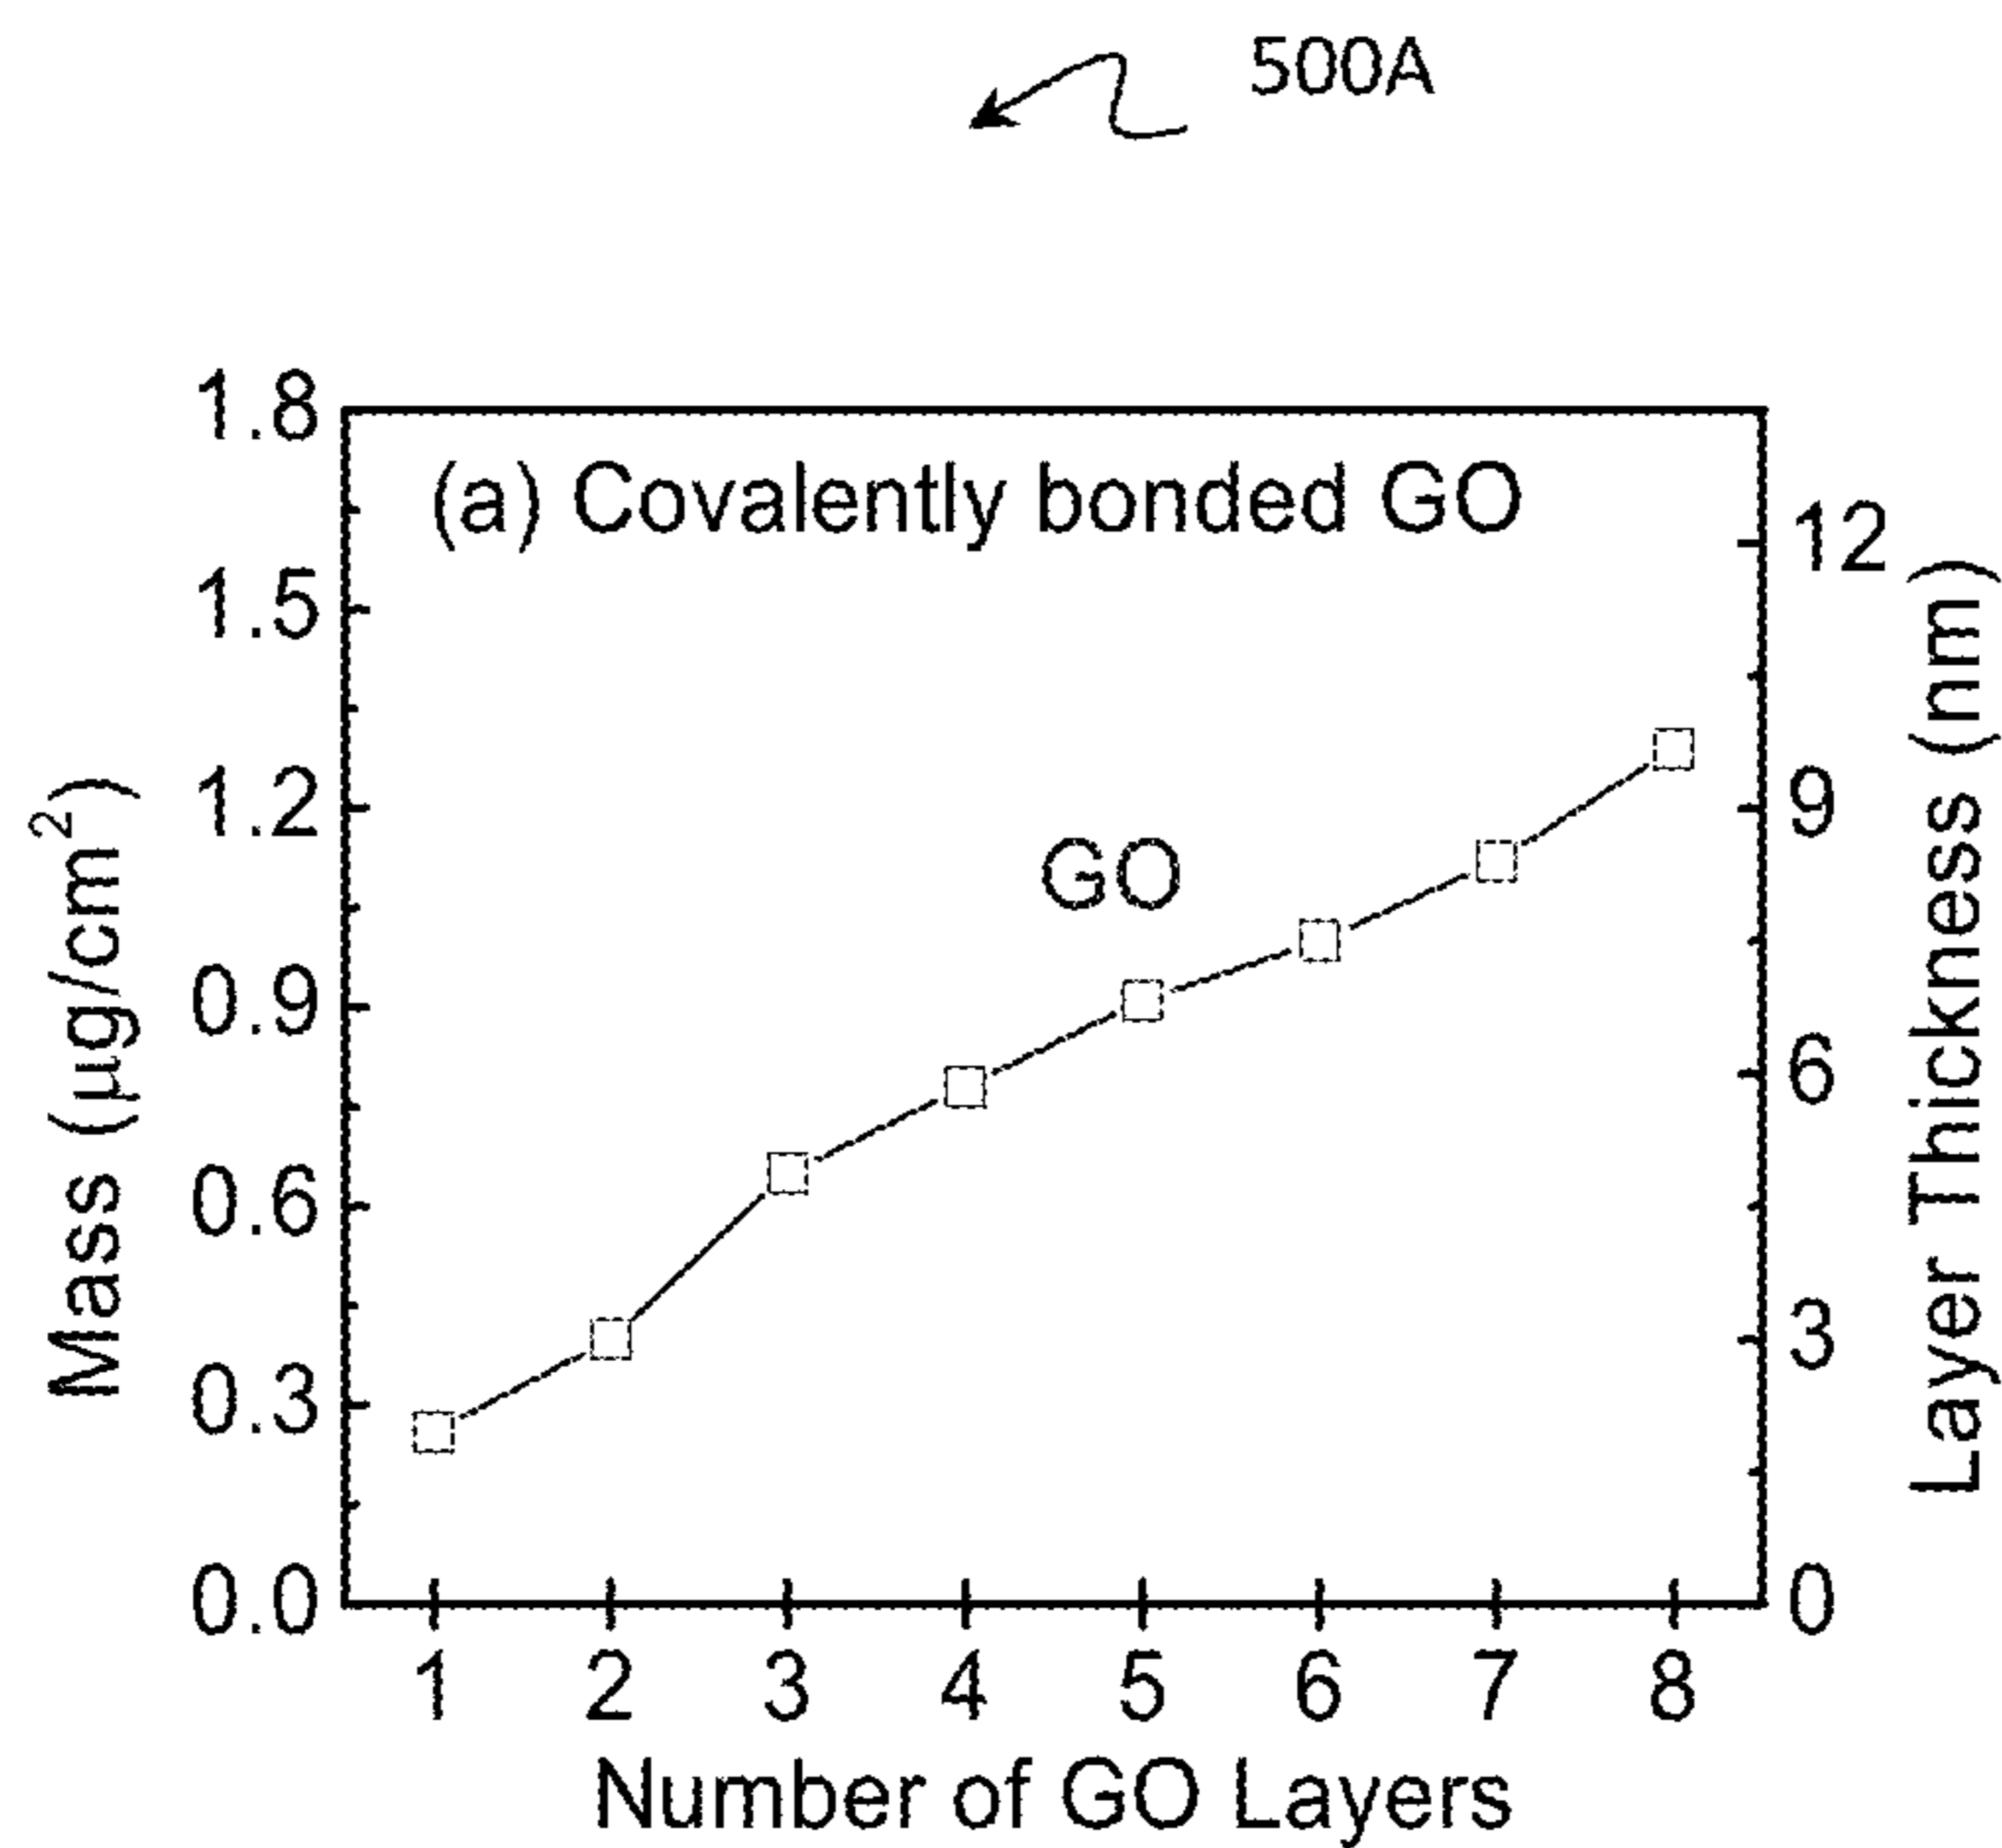 500A
(a) Covalently bonded GO
GO
Mass (μg/cm²)
1.8
1.5
1.2
0.9
0.6
0.3
0.0
12
9
6
3
0
Layer Thickness (nm)
1 2 3 4 5 6 7 8
Number of GO Layers